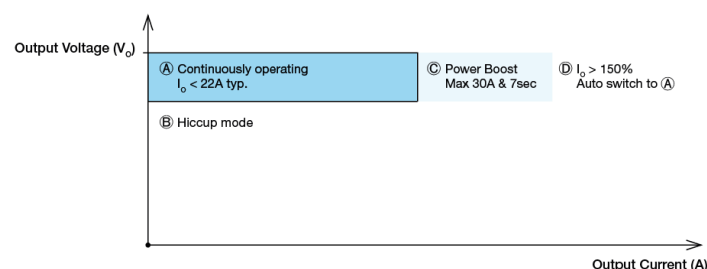 Output Voltage (Vₒ)
Ⓐ Continuously operating
Iₒ < 22A typ.
Ⓒ Power Boost
Max 30A & 7sec
Ⓓ Iₒ > 150%
Auto switch to Ⓐ
Ⓑ Hiccup mode
Output Current (A)